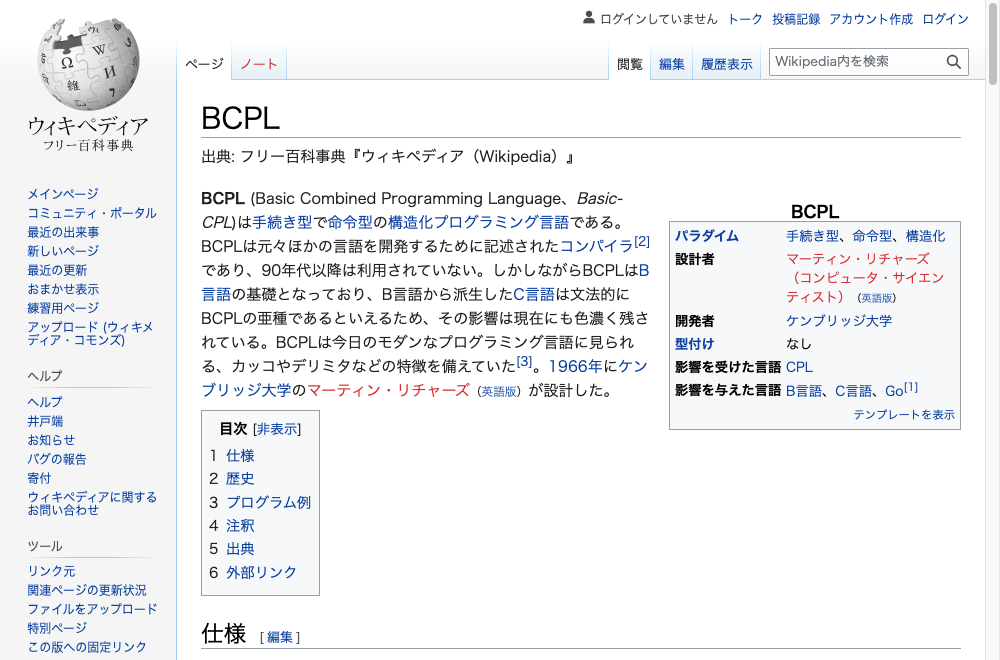 ログインしていません トーク 投稿記録 アカウント作成 ログイン
ページ ノート 閲覧 編集 履歴表示 Wikipedia内を検索
ウィキペディア
フリー百科事典
メインページ
コミュニティ・ポータル
最近の出来事
新しいページ
最近の更新
おまかせ表示
練習用ページ
アップロード (ウィキメ
ディア・コモンズ)
ヘルプ
ヘルプ
井戸端
お知らせ
バグの報告
寄付
ウィキペディアに関する
お問い合わせ
ツール
リンク元
関連ページの更新状況
ファイルをアップロード
特別ページ
この版への固定リンク
BCPL
出典: フリー百科事典『ウィキペディア（Wikipedia）』
BCPL (Basic Combined Programming Language、Basic-
CPL)は手続き型で命令型の構造化プログラミング言語である。
BCPLは元々ほかの言語を開発するために記述されたコンパイラ[2]
であり、90年代以降は利用されていない。しかしながらBCPLはB
言語の基礎となっており、B言語から派生したC言語は文法的に
BCPLの亜種であるといえるため、その影響は現在にも色濃く残さ
れている。BCPLは今日のモダンなプログラミング言語に見られ
る、カッコやデリミタなどの特徴を備えていた[3]。1966年にケン
ブリッジ大学のマーティン・リチャーズ（英語版）が設計した。
BCPL
パラダイム 手続き型、命令型、構造化
設計者 マーティン・リチャーズ
（コンピュータ・サイエン
ティスト）（英語版）
開発者 ケンブリッジ大学
型付け なし
影響を受けた言語 CPL
影響を与えた言語 B言語、C言語、Go[1]
テンプレートを表示
目次 [非表示]
1 仕様
2 歴史
3 プログラム例
4 注釈
5 出典
6 外部リンク
仕様 [ 編集 ]